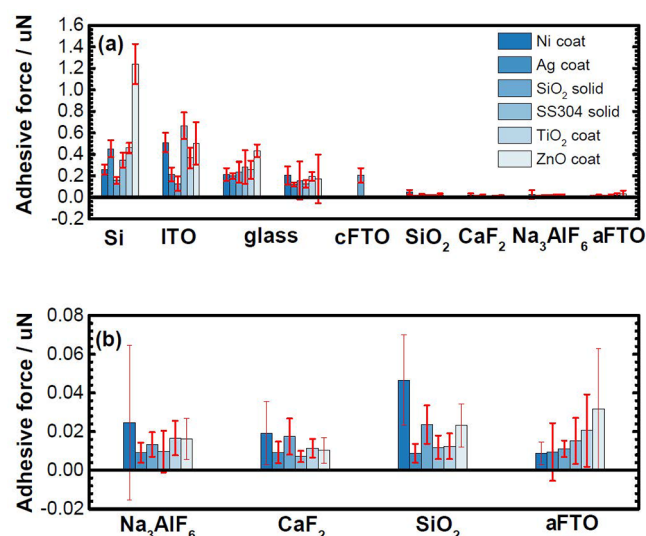 (a)
Adhesive force / uN
1.6
1.4
1.2
1.0
0.8
0.6
0.4
0.2
0.0
-0.2
Ni coat
Ag coat
SiO₂ solid
SS304 solid
TiO₂ coat
ZnO coat
Si ITO glass cFTO SiO₂ CaF₂ Na₃AlF₆ aFTO
(b)
Adhesive force / uN
0.08
0.06
0.04
0.02
0.00
-0.02
Na₃AlF₆ CaF₂ SiO₂ aFTO